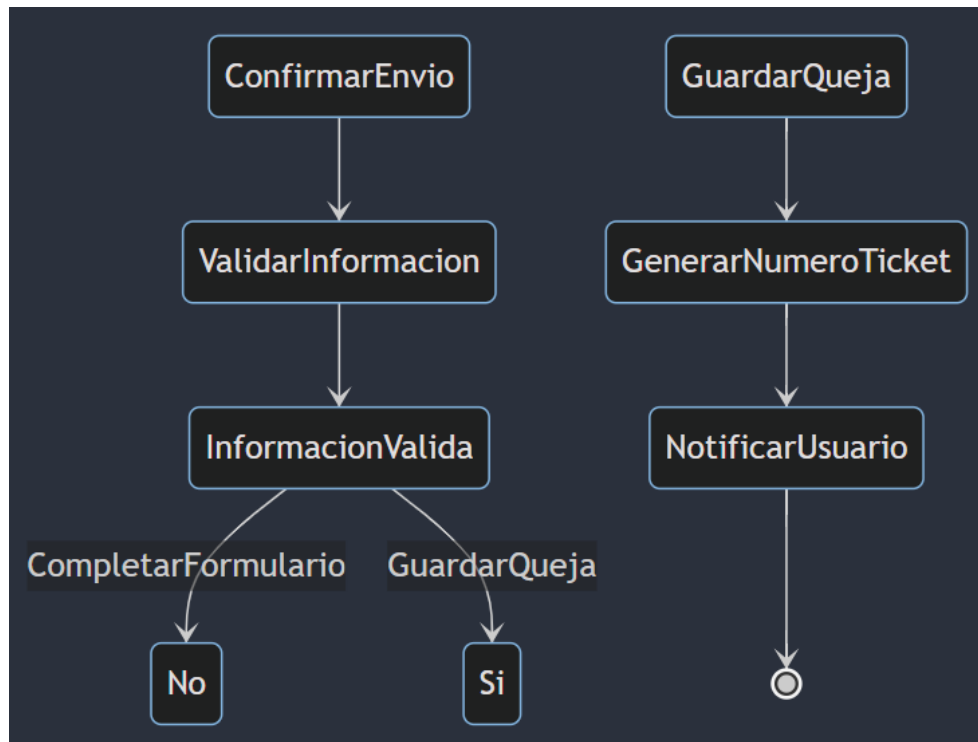 ConfirmarEnvio
GuardarQueja
ValidarInformacion
GenerarNumeroTicket
InformacionValida
NotificarUsuario
CompletarFormulario
GuardarQueja
No
Si